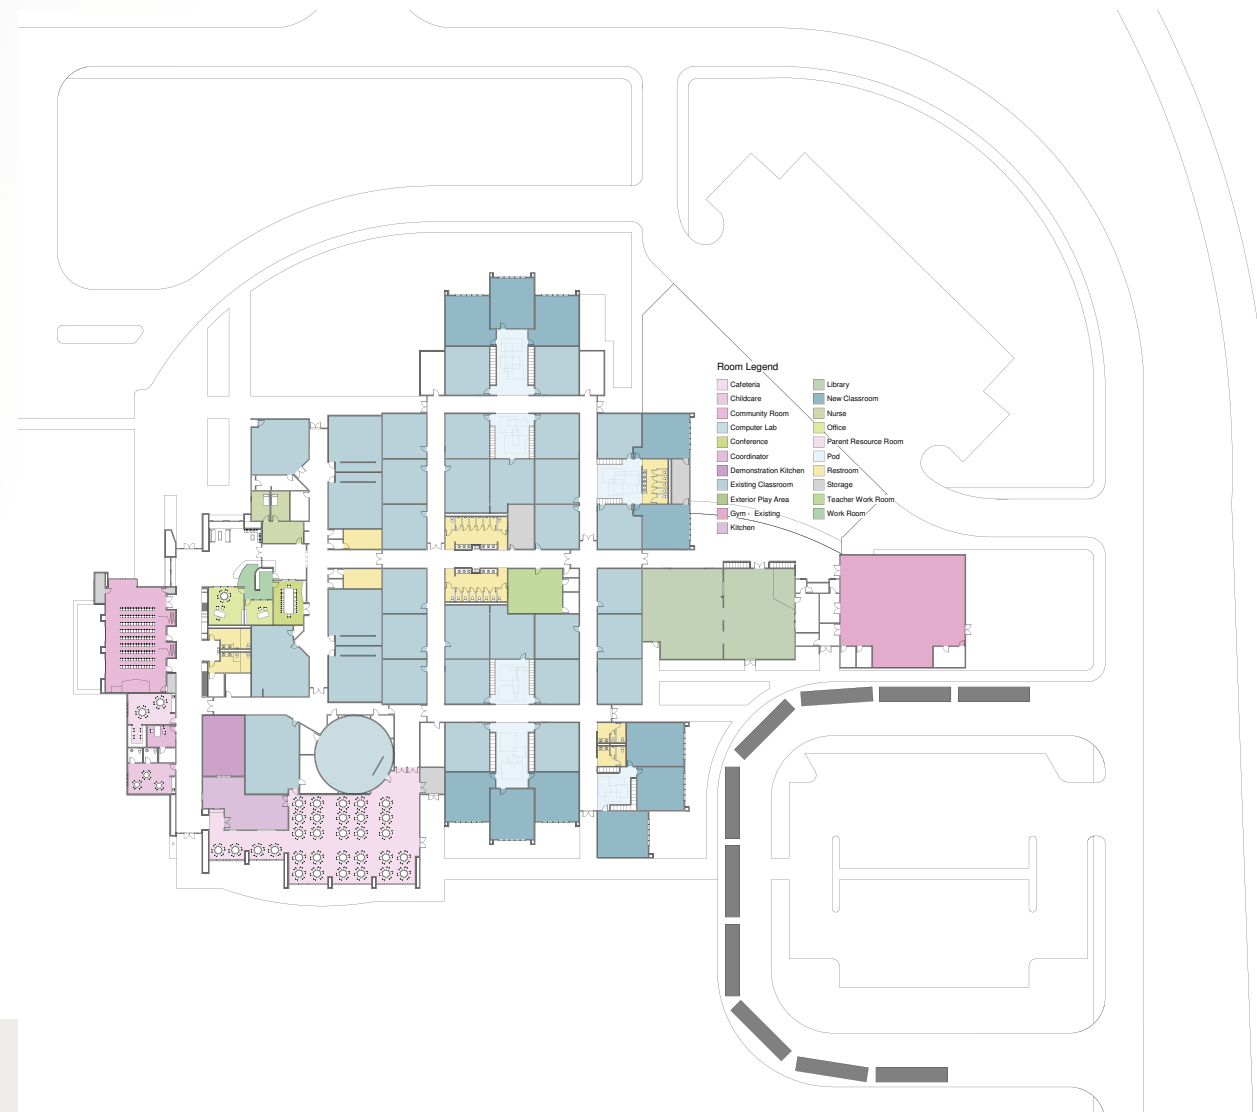 Room Legend
Cafeteria
Childcare
Community Room
Computer Lab
Conference
Coordinator
Demonstration Kitchen
Existing Classroom
Exterior Play Area
Gym - Existing
Kitchen
Library
New Classroom
Nurse
Office
Parent Resource Room
Pod
Restroom
Storage
Teacher Work Room
Work Room